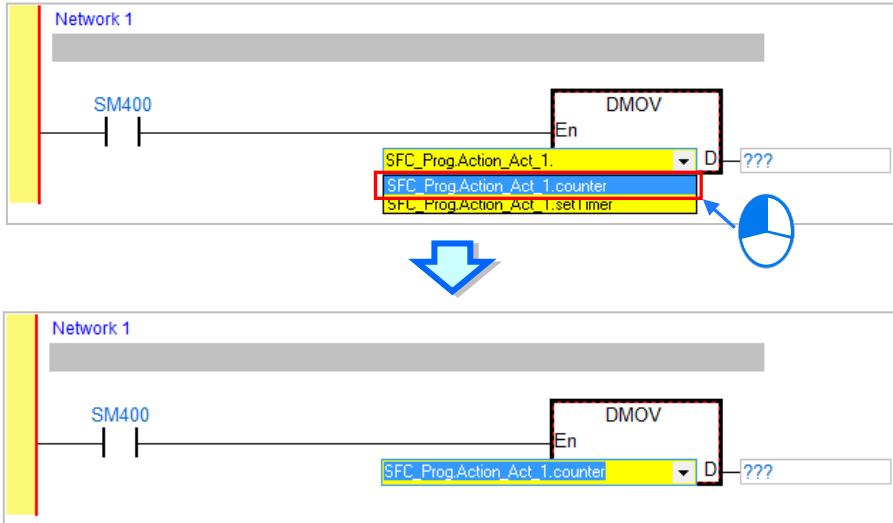 Network 1
SM400
DMOV
En
SFC_Prog.Action_Act_1.
D
???
SFC_Prog.Action_Act_1.counter
SFC_Prog.Action_Act_1.setTimer
Network 1
SM400
DMOV
En
SFC_Prog.Action_Act_1.counter
D
???